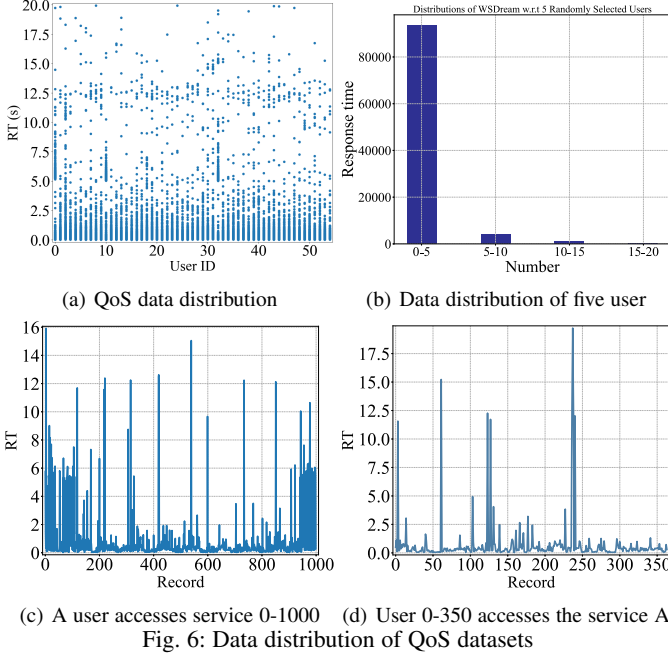 20.0
17.5
15.0
12.5
10.0
7.5
5.0
2.5
0.0
RT (s)
0 10 20 30 40 50
User ID
(a) QoS data distribution
Distributions of WSDream w.r.t 5 Randomly Selected Users
80000
60000
40000
20000
0
Response time
0-5 5-10 10-15 15-20
Number
(b) Data distribution of five user
16
14
12
10
8
6
4
2
0
RT
0 200 400 600 800 1000
Record
(c) A user accesses service 0-1000
17.5
15.0
12.5
10.0
7.5
5.0
2.5
0.0
RT
0 50 100 150 200 250 300 350
Record
(d) User 0-350 accesses the service A
Fig. 6: Data distribution of QoS datasets